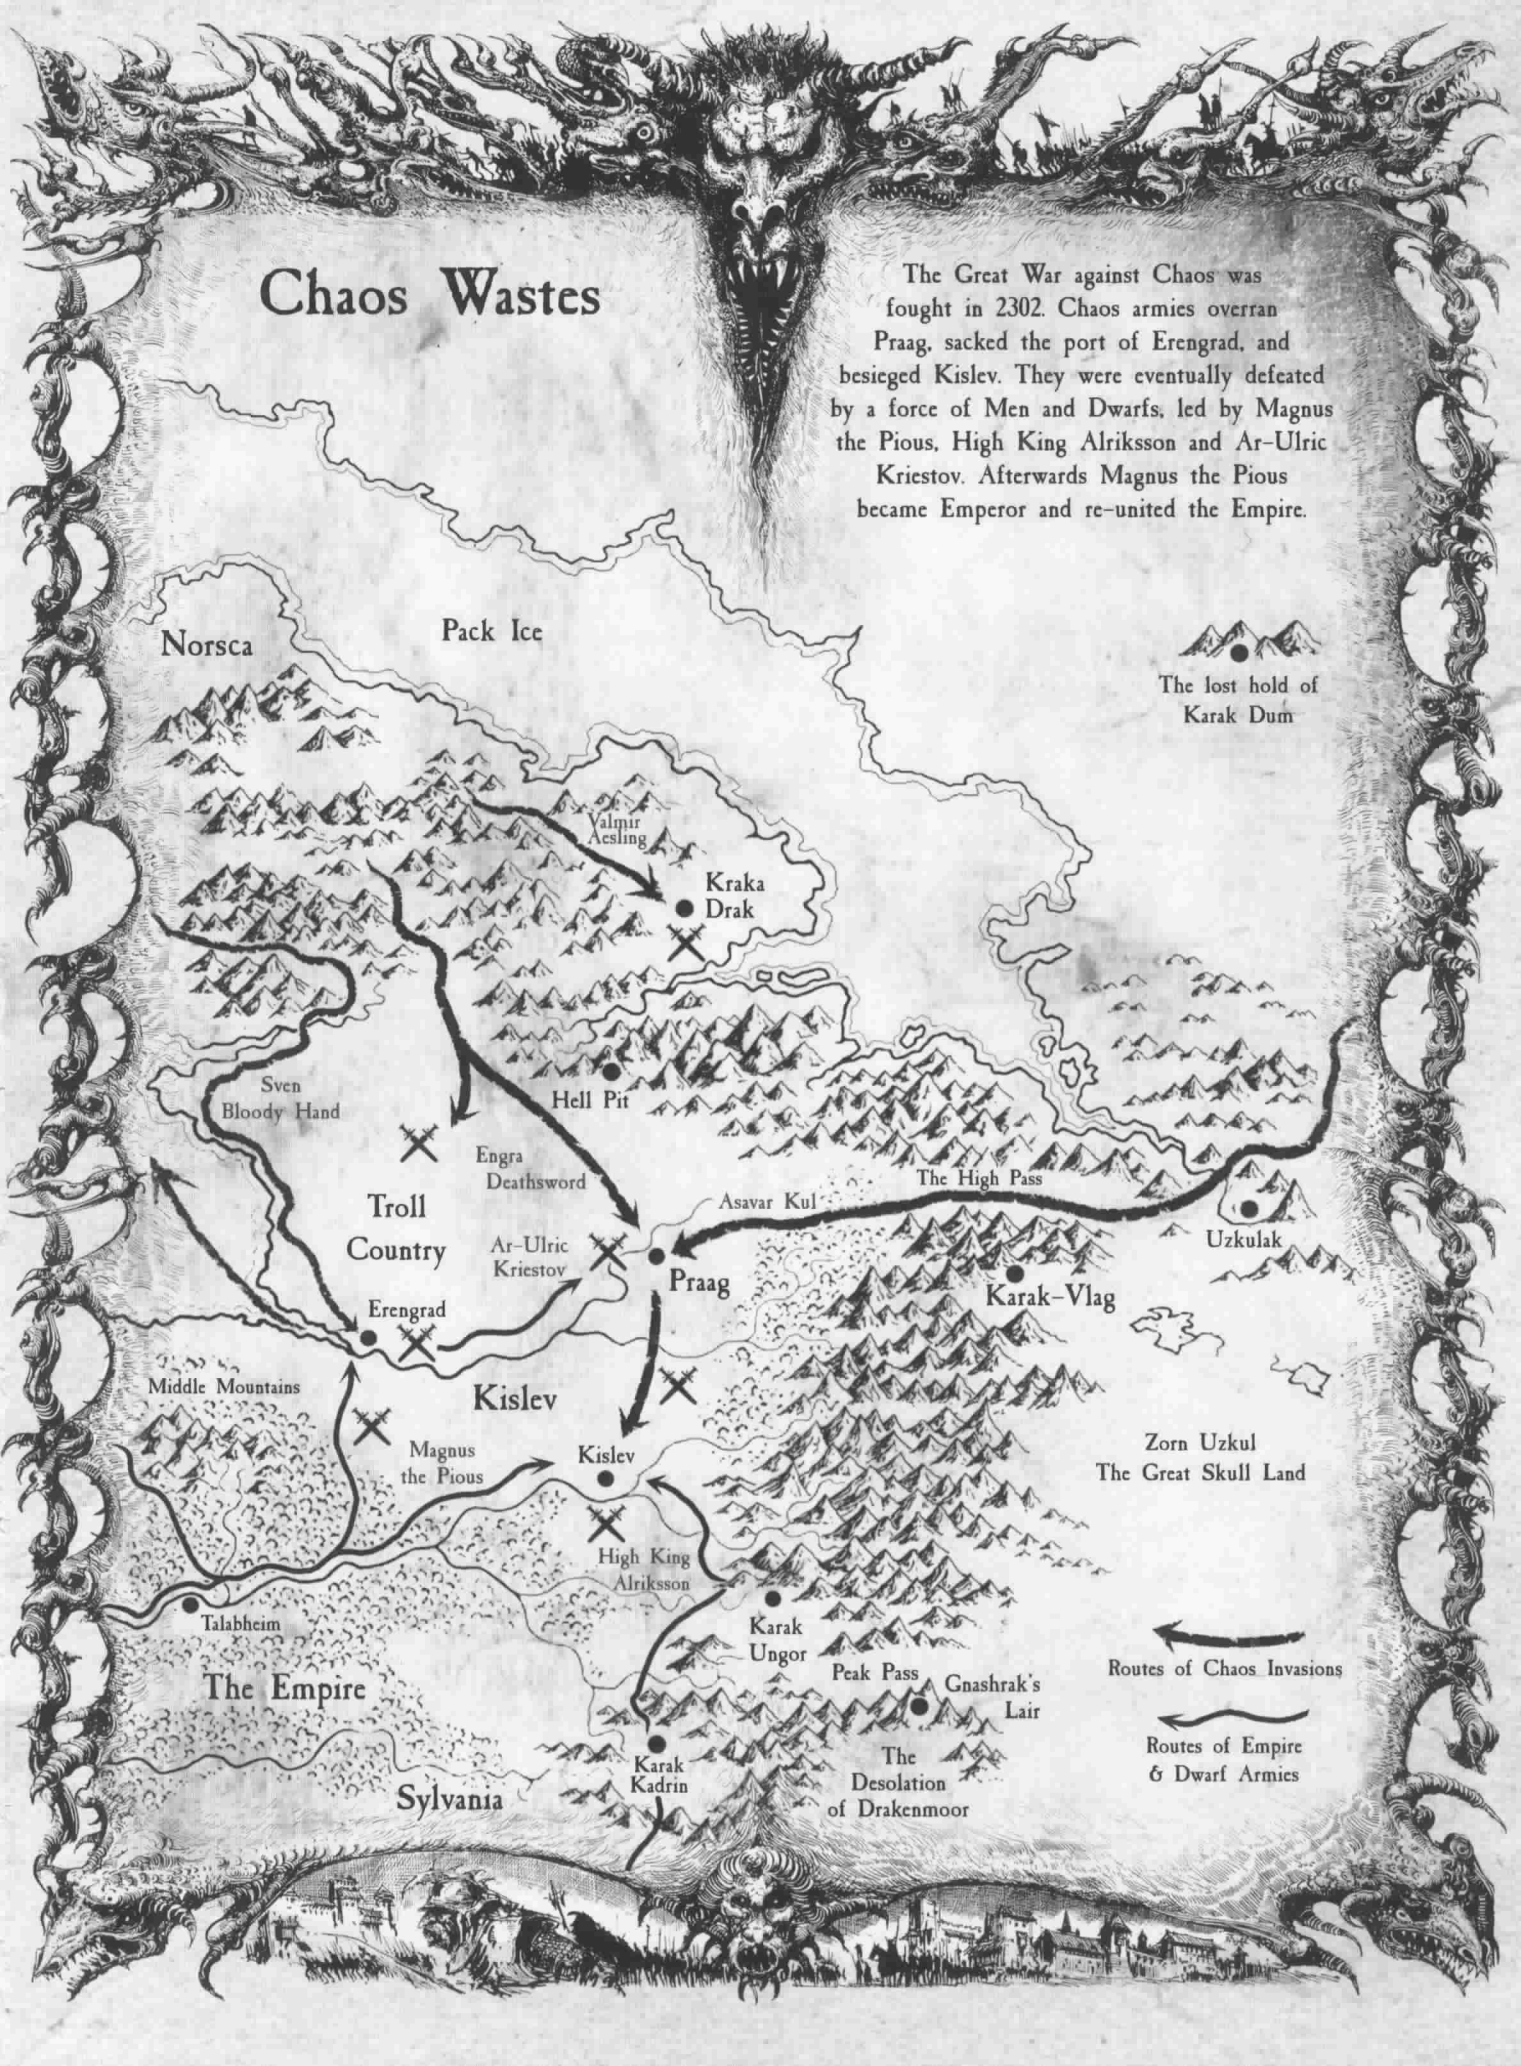 Chaos Wastes
The Great War against Chaos was
fought in 2302. Chaos armies overran
Praag, sacked the port of Erengrad, and
besieged Kislev. They were eventually defeated
by a force of Men and Dwarfs, led by Magnus
the Pious, High King Alriksson and Ar-Ulric
Kriestov. Afterwards Magnus the Pious
became Emperor and re-united the Empire.
Norsca
Pack Ice
The lost hold of
Karak Dum
Valmir
Aesling
Kraka
Drak
Sven
Bloody Hand
Hell Pit
Engra
Deathsword
The High Pass
Asavar Kul
Troll
Country
Uzkulak
Ar-Ulric
Kriestov
Praag
Karak-Vlag
Erengrad
Middle Mountains
Kislev
Magnus
the Pious
Kislev
Zorn Uzkul
The Great Skull Land
High King
Alriksson
Talabheim
Karak
Ungor
Peak Pass
Gnashrak's
Lair
Routes of Chaos Invasions
The Empire
Karak
Kadrin
The
Desolation
of Drakenmoor
Routes of Empire
& Dwarf Armies
Sylvania